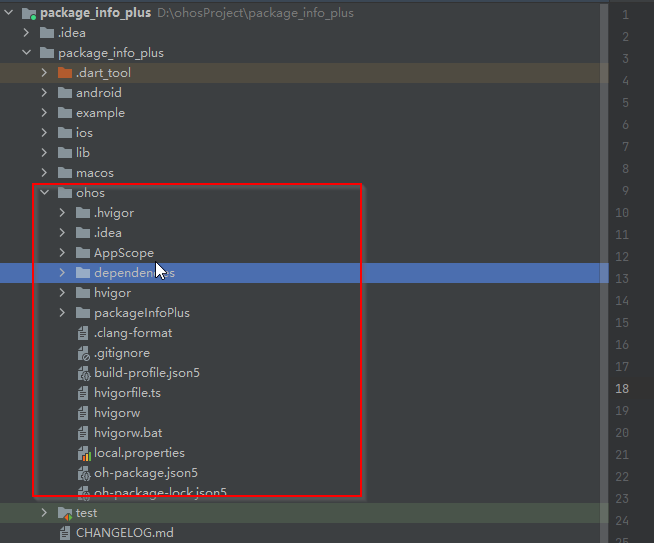 package_info_plus D:\ohosProject\package_info_plus
.idea
package_info_plus
.dart_tool
android
example
ios
lib
macos
ohos
.hvigor
.idea
AppScope
dependencies
hvigor
packageInfoPlus
.clang-format
.gitignore
build-profile.json5
hvigorfile.ts
hvigorw
hvigorw.bat
local.properties
oh-package.json5
oh-package-lock.json5
test
CHANGELOG.md
1
2
3
4
5
6
7
8
9
10
11
12
13
14
15
16
17
18
19
20
21
22
23
24